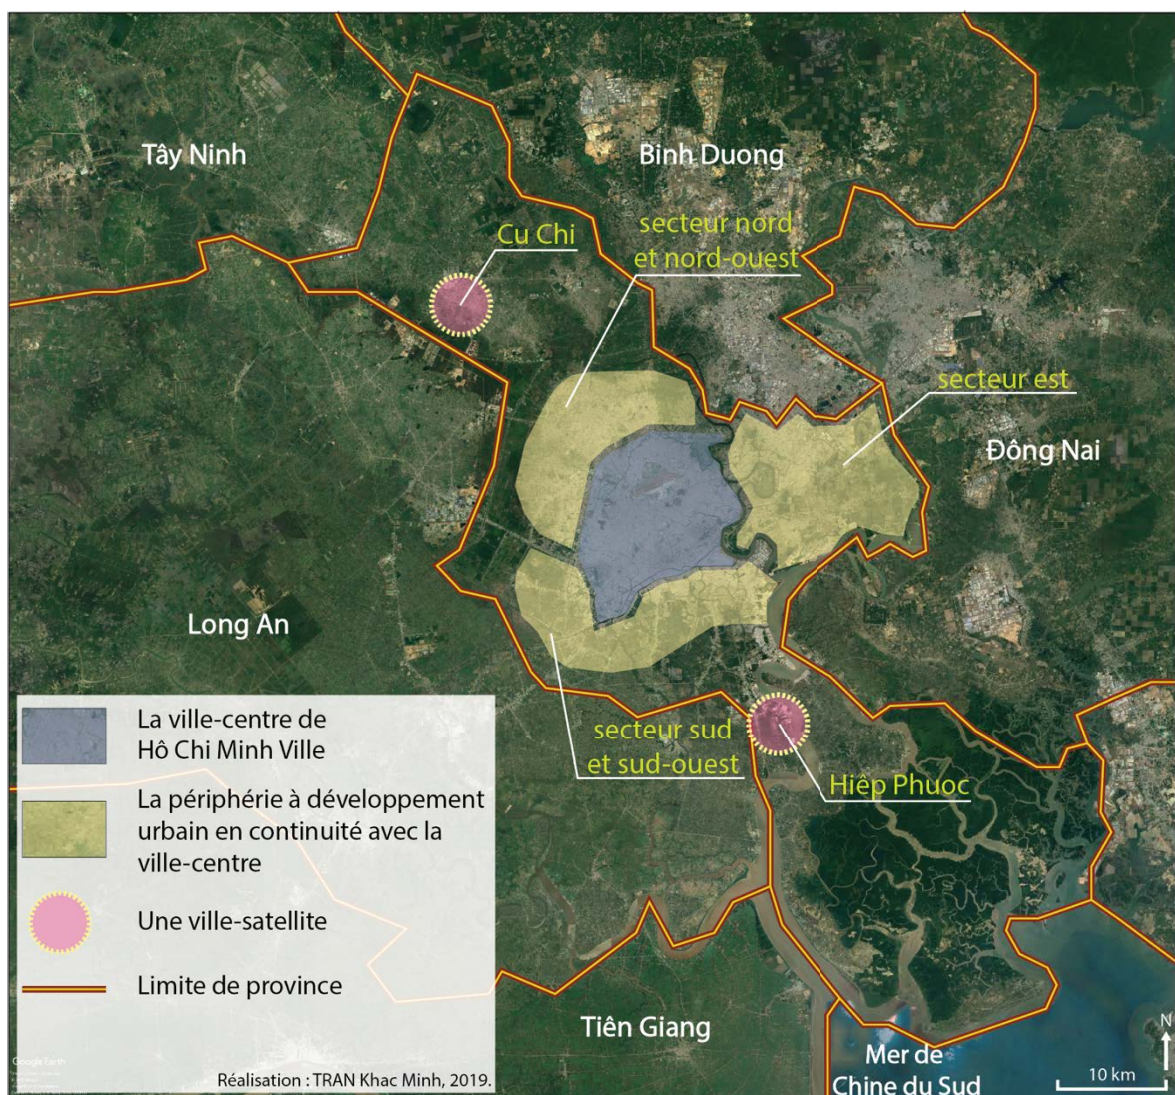 Tây Ninh
Binh Duong
secteur nord
et nord-ouest
Cu Chi
secteur est
Đông Nai
Long An
secteur sud
et sud-ouest
Hiêp Phuoc
La ville-centre de
Hô Chi Minh Ville
La périphérie à développement
urbain en continuité avec la
ville-centre
Une ville-satellite
Limite de province
Google Earth
Réalisation : TRAN Khac Minh, 2019.
Tiên Giang
Mer de
Chine du Sud
N
10 km